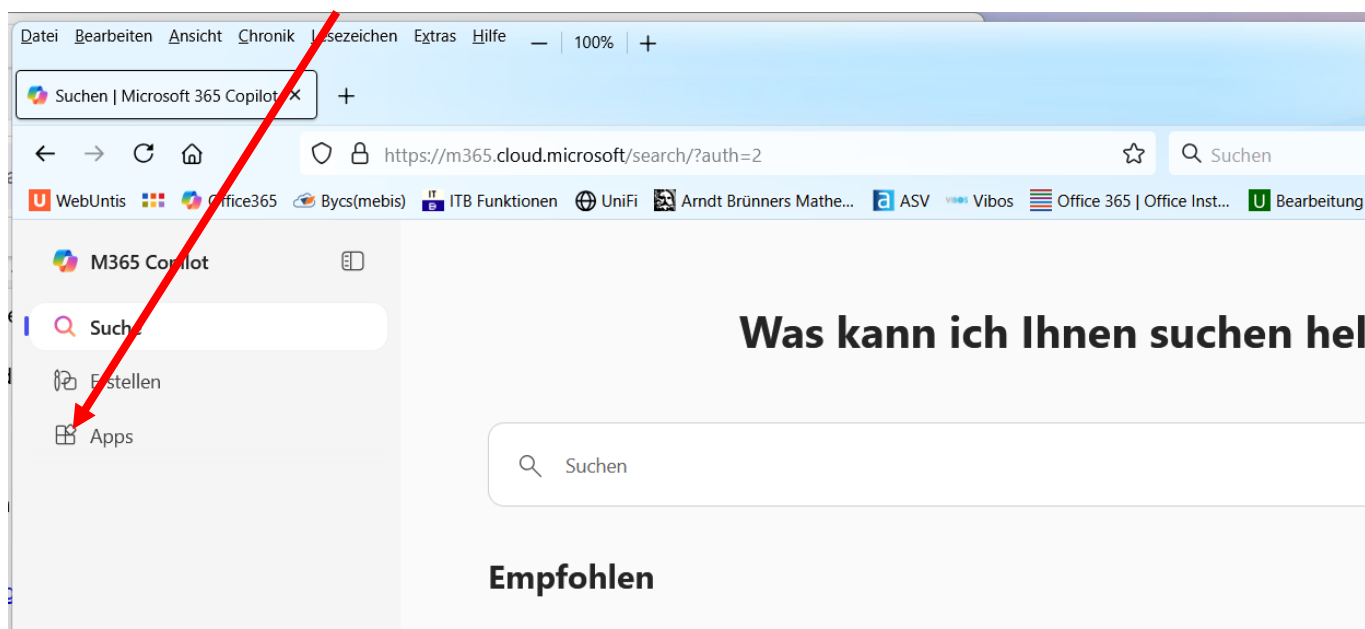 Datei Bearbeiten Ansicht Chronik Lesezeichen Extras Hilfe — 100% +
Suchen | Microsoft 365 Copilot × +
https://m365.cloud.microsoft/search/?auth=2 Suchen
WebUntis Office365 Bycs(mebis) ITB Funktionen UniFi Arndt Brünners Mathe... ASV Vibos Office 365 | Office Inst... Bearbeitung
M365 Copilot
Suche
Was kann ich Ihnen suchen hel
Erstellen
Apps
Suchen
Empfohlen